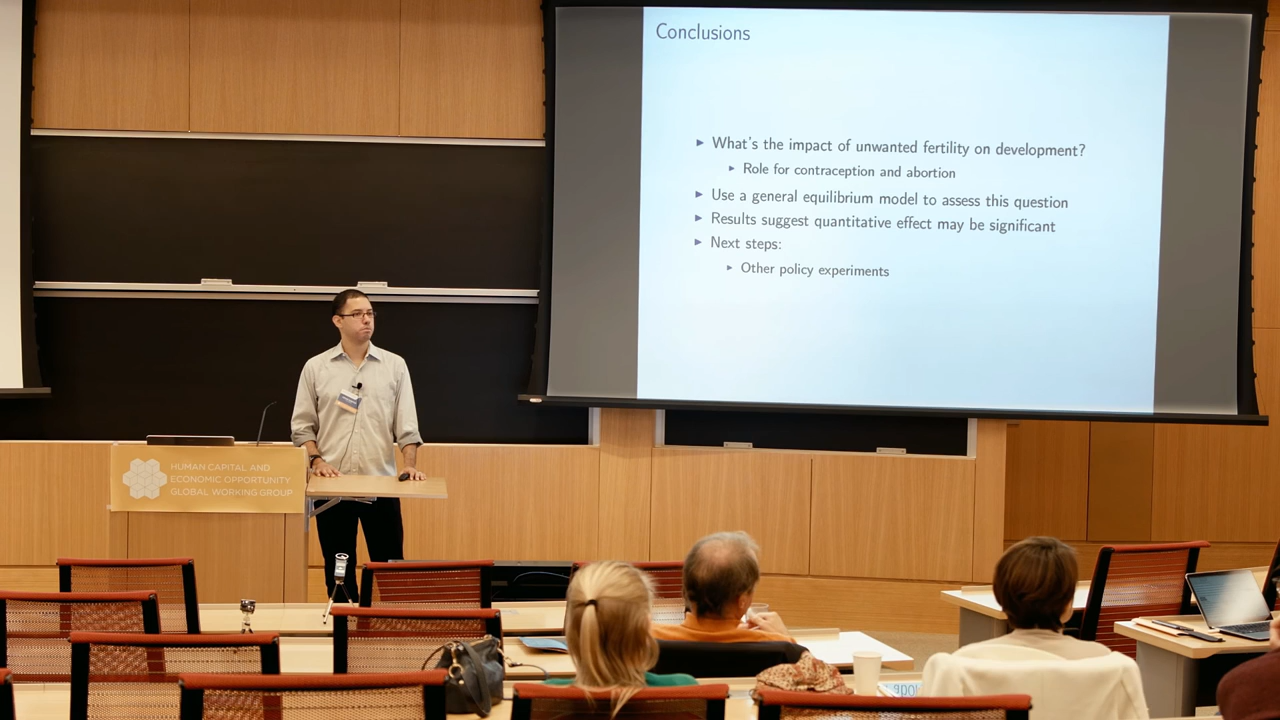 Conclusions
What's the impact of unwanted fertility on development?
Role for contraception and abortion
Use a general equilibrium model to assess this question
Results suggest quantitative effect may be significant
Next steps:
Other policy experiments
HUMAN CAPITAL AND
ECONOMIC OPPORTUNITY
GLOBAL WORKING GROUP